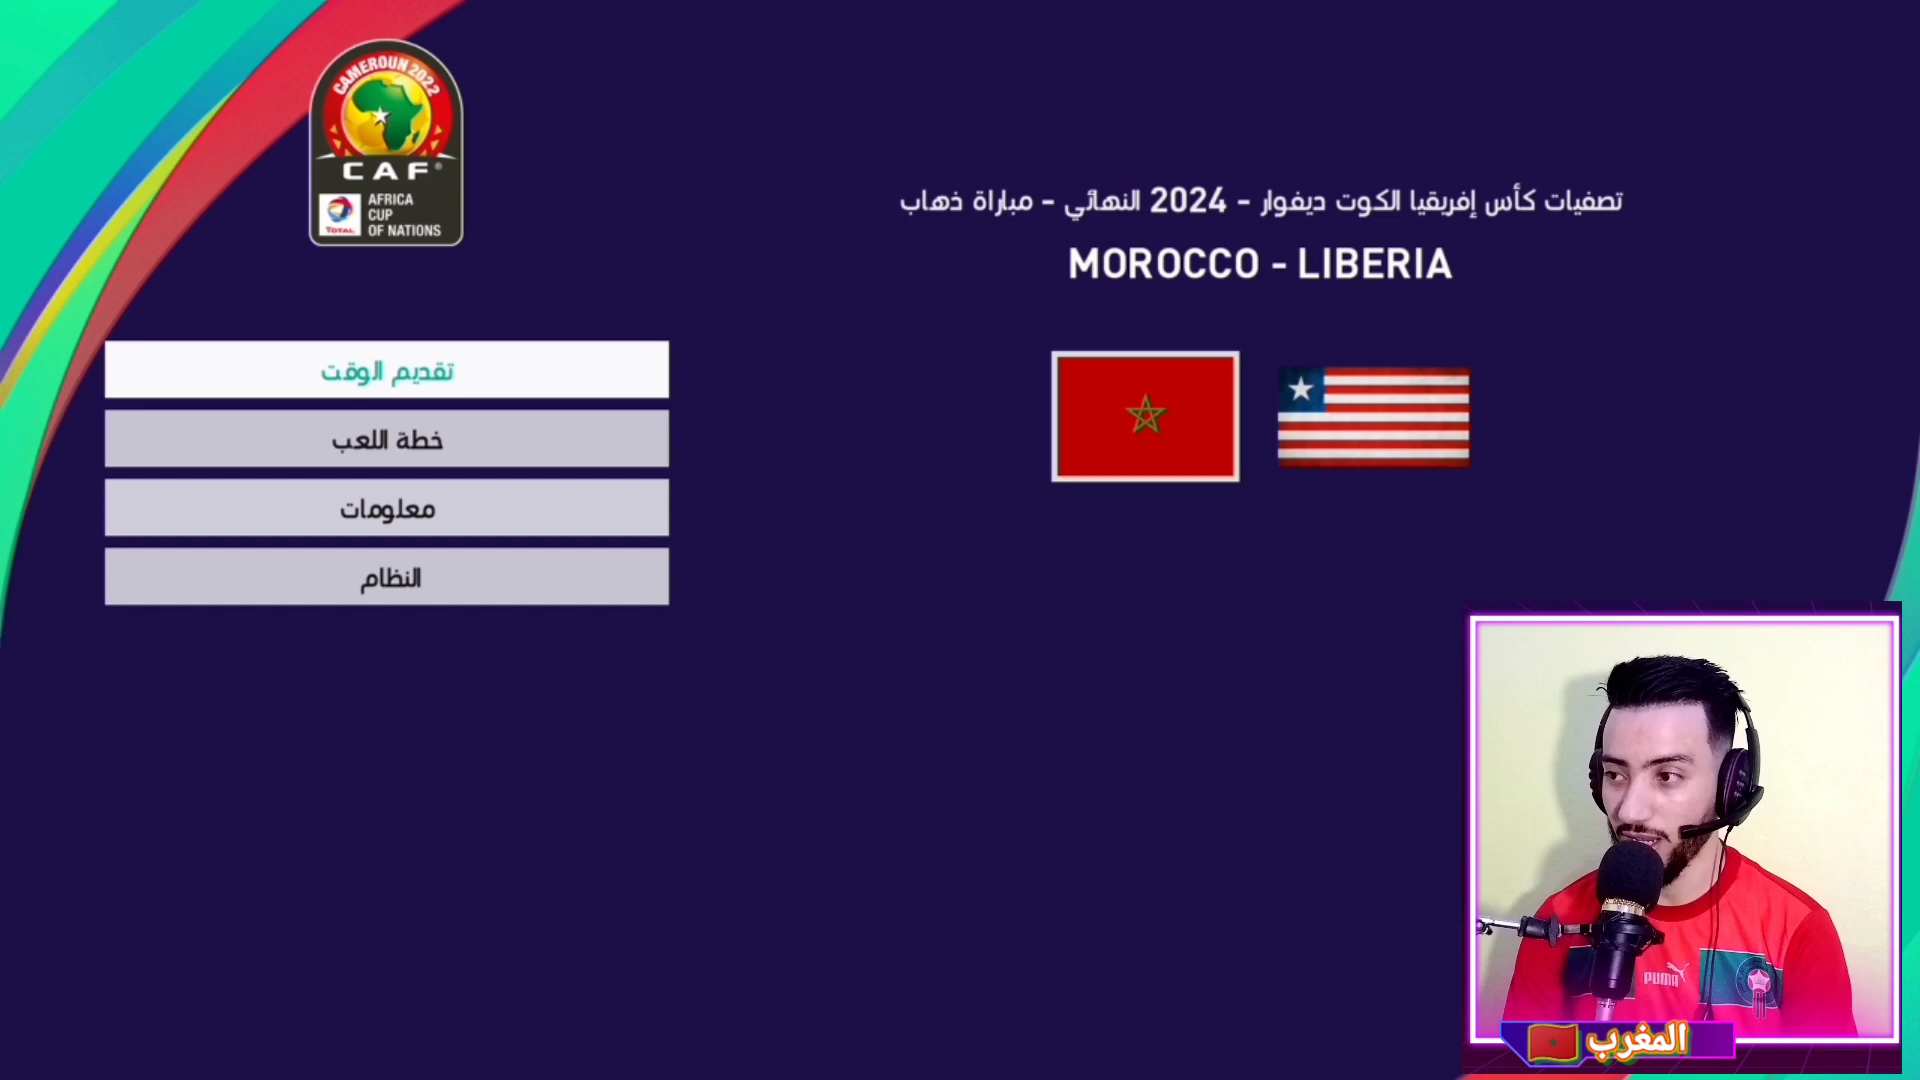 CAMEROUN 2022
CAF
TOTAL
AFRICA
CUP
OF NATIONS
تصفيات كأس إفريقيا الكوت ديفوار - 2024 النهائي - مباراة ذهاب
MOROCCO - LIBERIA
تقديم الوقت
خطة اللعب
معلومات
النظام
PUMA
المغرب